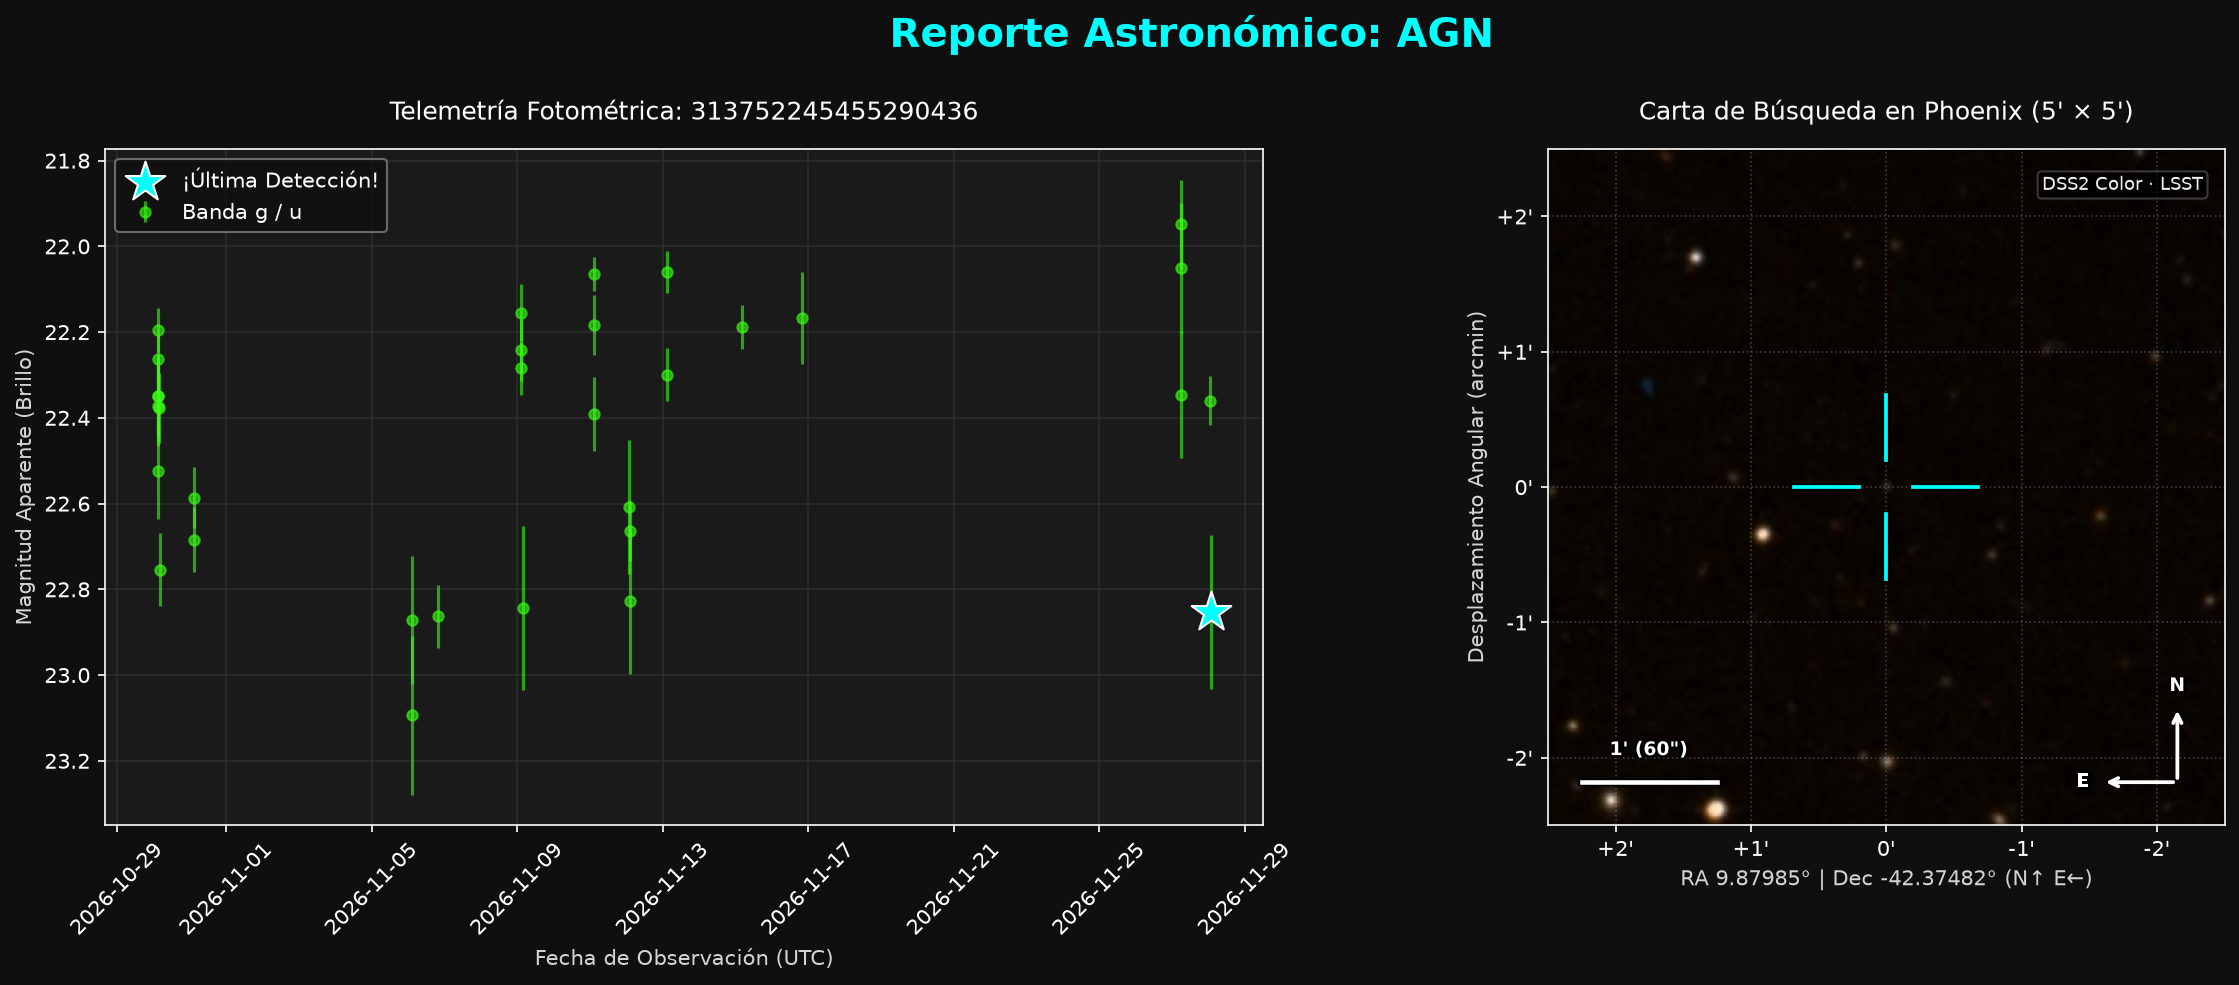 Reporte Astronómico: AGN
Telemetría Fotométrica: 313752245455290436
¡Última Detección!
Banda g / u
Magnitud Aparente (Brillo)
21.8
22.0
22.2
22.4
22.6
22.8
23.0
23.2
2026-10-29
2026-11-01
2026-11-05
2026-11-09
2026-11-13
2026-11-17
2026-11-21
2026-11-25
2026-11-29
Fecha de Observación (UTC)
Carta de Búsqueda en Phoenix (5' × 5')
DSS2 Color · LSST
Desplazamiento Angular (arcmin)
+2'
+1'
0'
-1'
-2'
N
E
1' (60")
+2'
+1'
0'
-1'
-2'
RA 9.87985° | Dec -42.37482° (N↑ E←)